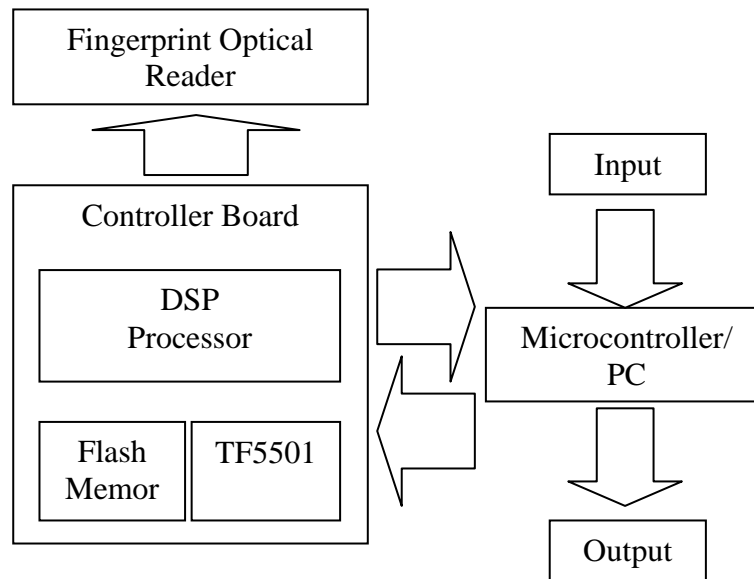 Fingerprint Optical
Reader
Input
Controller Board
DSP
Processor
Microcontroller/
PC
Flash
Memor
TF5501
Output